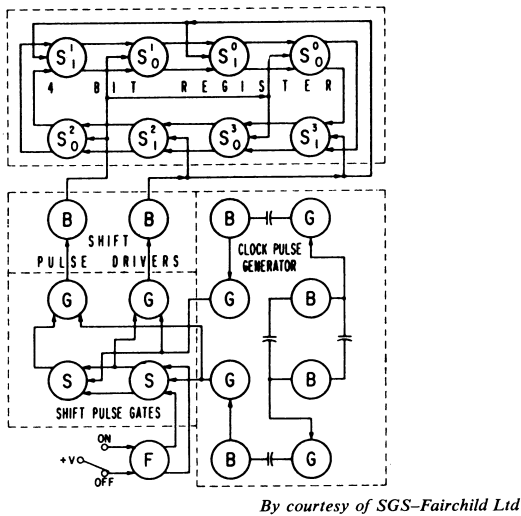 S¹₁ S¹₀ S⁰₁ S⁰₀
4 BIT REGISTER
S²₀ S²₁ S³₀ S³₁
B B B G
SHIFT
PULSE DRIVERS
CLOCK PULSE
GENERATOR
G G G B
S S G B
SHIFT PULSE GATES
ON
+V
OFF
F B G
By courtesy of SGS–Fairchild Ltd